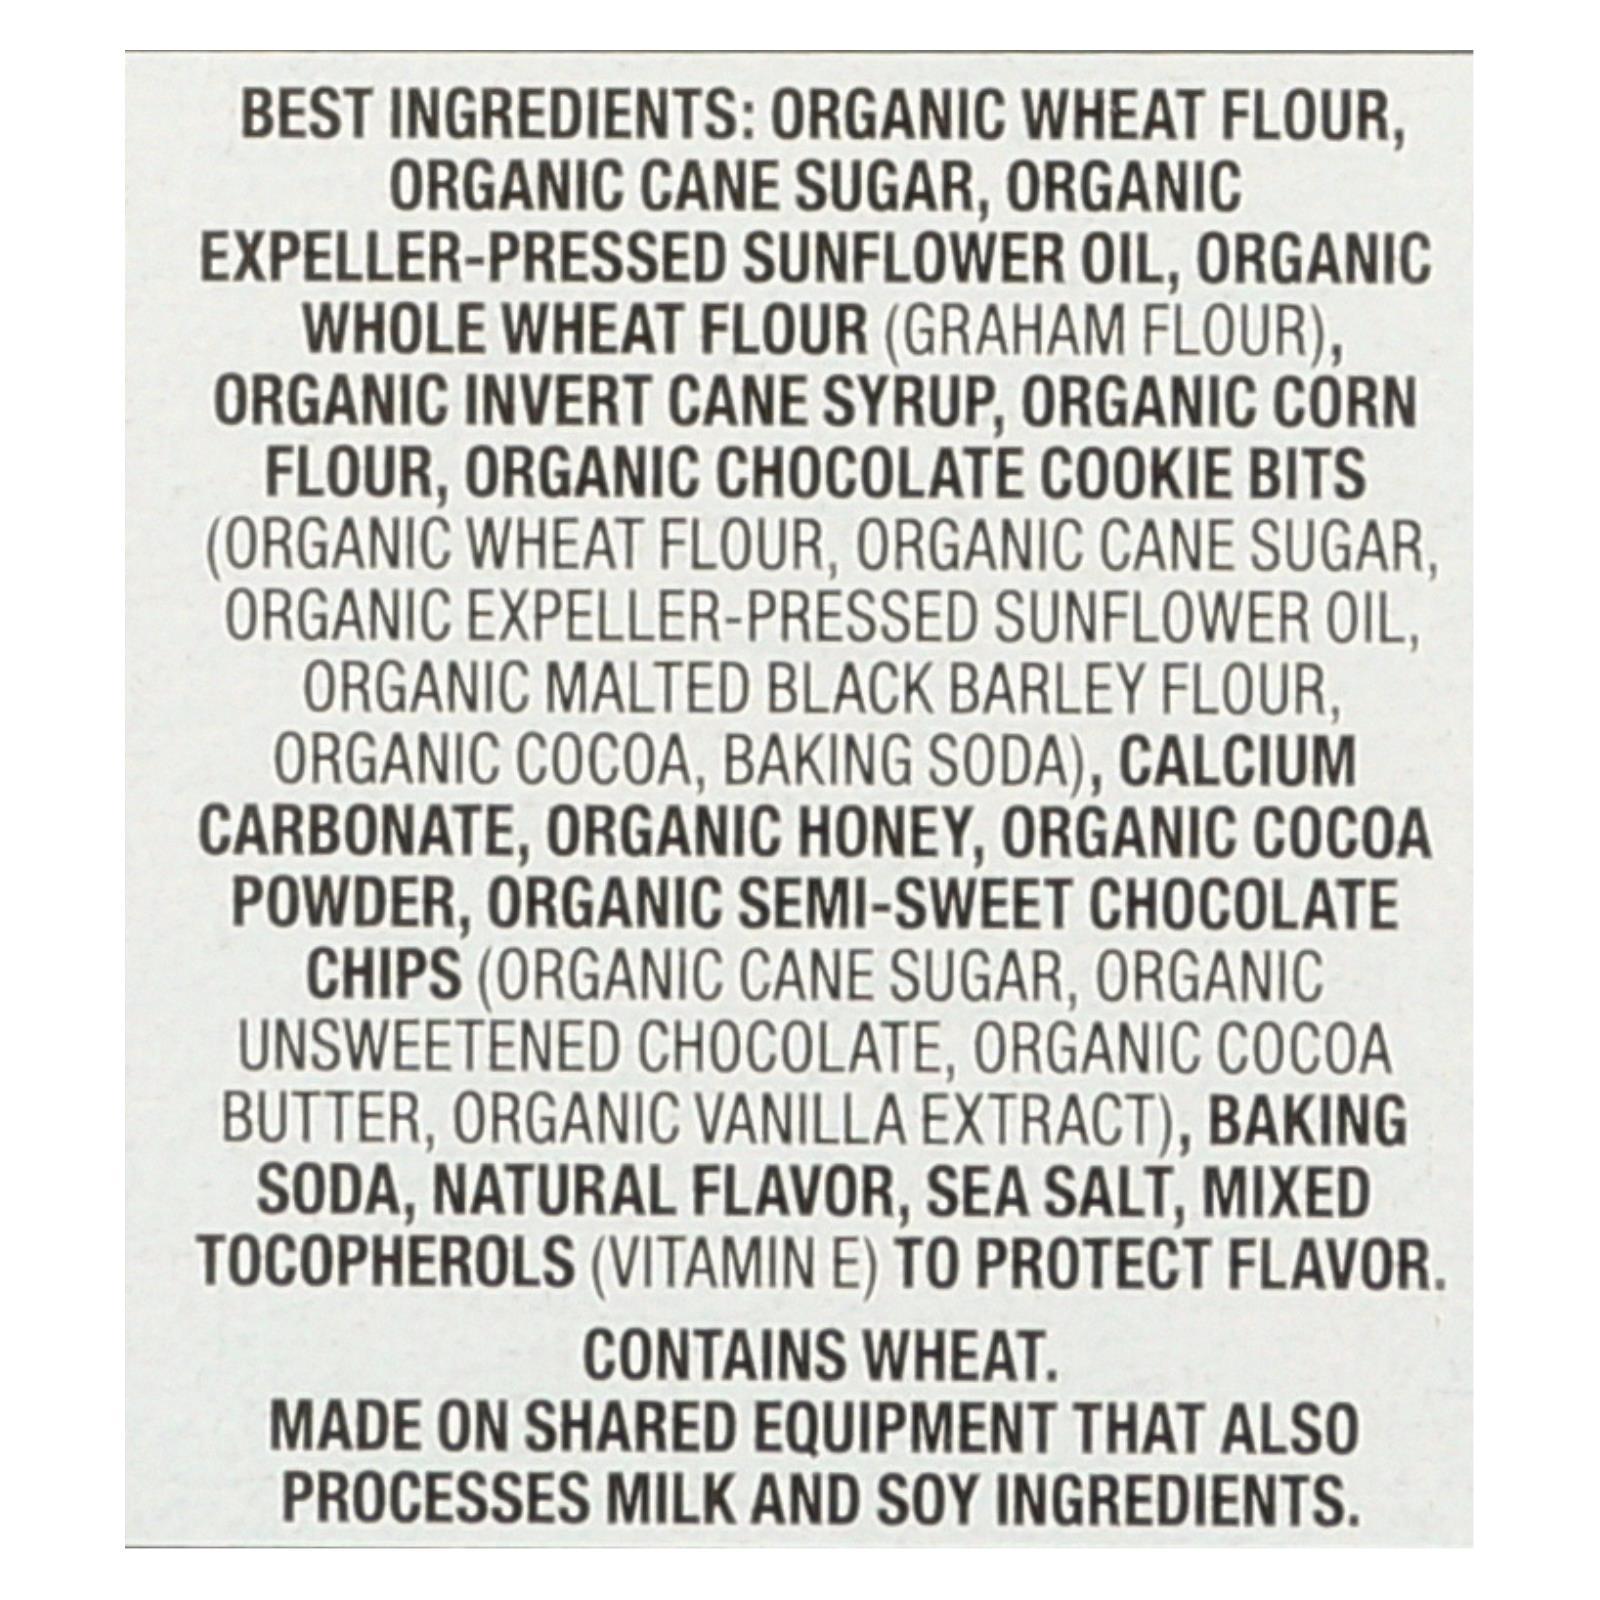 BEST INGREDIENTS: ORGANIC WHEAT FLOUR,
ORGANIC CANE SUGAR, ORGANIC
EXPELLER-PRESSED SUNFLOWER OIL, ORGANIC
WHOLE WHEAT FLOUR (GRAHAM FLOUR),
ORGANIC INVERT CANE SYRUP, ORGANIC CORN
FLOUR, ORGANIC CHOCOLATE COOKIE BITS
(ORGANIC WHEAT FLOUR, ORGANIC CANE SUGAR,
ORGANIC EXPELLER-PRESSED SUNFLOWER OIL,
ORGANIC MALTED BLACK BARLEY FLOUR,
ORGANIC COCOA, BAKING SODA), CALCIUM
CARBONATE, ORGANIC HONEY, ORGANIC COCOA
POWDER, ORGANIC SEMI-SWEET CHOCOLATE
CHIPS (ORGANIC CANE SUGAR, ORGANIC
UNSWEETENED CHOCOLATE, ORGANIC COCOA
BUTTER, ORGANIC VANILLA EXTRACT), BAKING
SODA, NATURAL FLAVOR, SEA SALT, MIXED
TOCOPHEROLS (VITAMIN E) TO PROTECT FLAVOR.
CONTAINS WHEAT.
MADE ON SHARED EQUIPMENT THAT ALSO
PROCESSES MILK AND SOY INGREDIENTS.